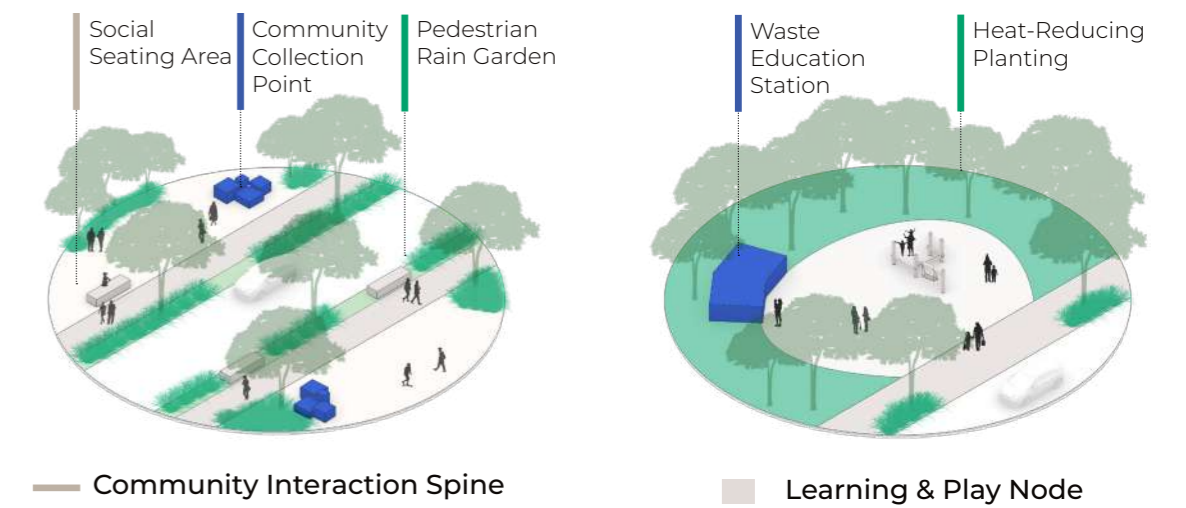 Social
Seating Area
Community
Collection
Point
Pedestrian
Rain Garden
Waste
Education
Station
Heat-Reducing
Planting
Community Interaction Spine
Learning & Play Node